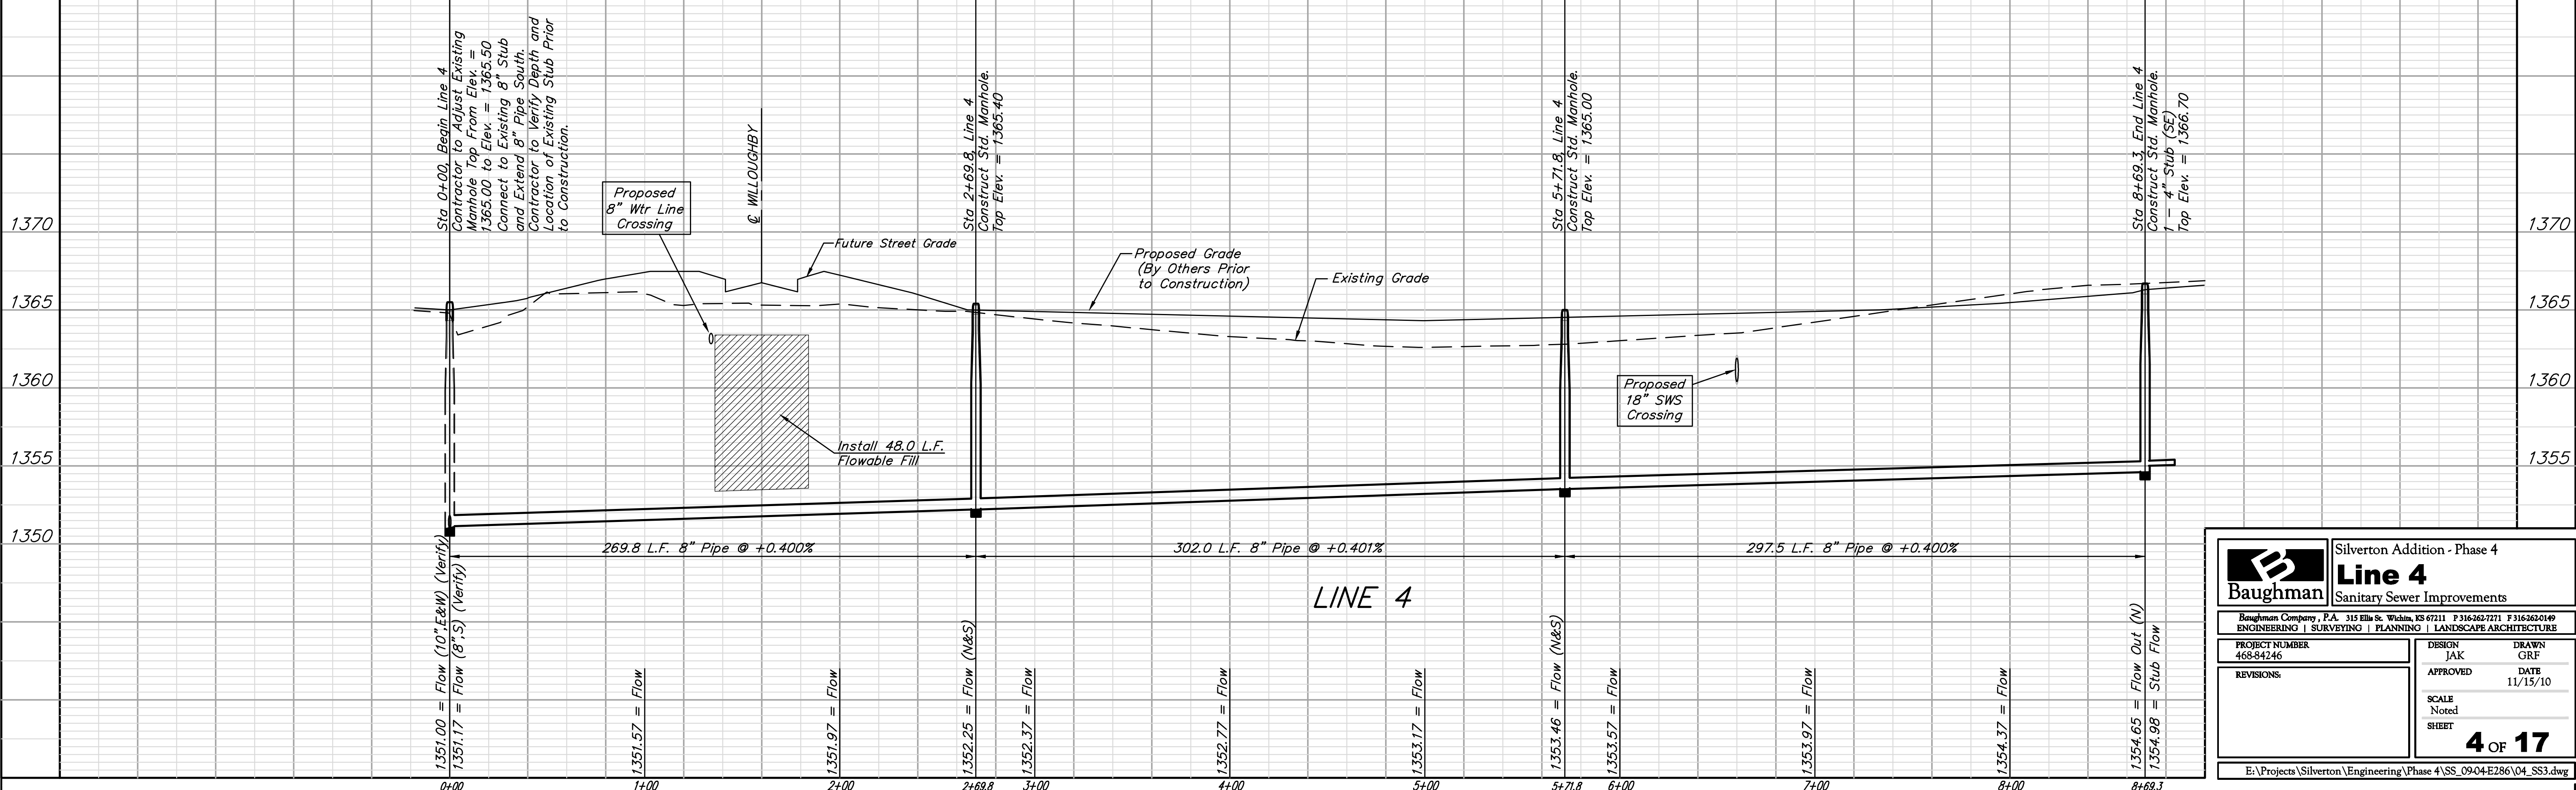 Sta 0+00, Begin Line 4
Contractor to Adjust Existing
Manhole Top From Elev. =
1365.00 to Elev. = 1365.50
Connect to Existing 8" Stub
and Extend 8" Pipe South.
Contractor to Verify Depth and
Location of Existing Stub Prior
to Construction.
Proposed
8" Wtr Line
Crossing
℄ WILLOUGHBY
Future Street Grade
Sta 2+69.8, Line 4
Construct Std. Manhole.
Top Elev. = 1365.40
Proposed Grade
(By Others Prior
to Construction)
Existing Grade
Sta 5+71.8, Line 4
Construct Std. Manhole.
Top Elev. = 1365.00
Sta 8+69.3, End Line 4
Construct Std. Manhole.
1 - 4" Stub (SE)
Top Elev. = 1366.70
1370
1365
1360
1355
1350
1370
1365
1360
1355
Install 48.0 L.F.
Flowable Fill
Proposed
18" SWS
Crossing
269.8 L.F. 8" Pipe @ +0.400%
302.0 L.F. 8" Pipe @ +0.401%
297.5 L.F. 8" Pipe @ +0.400%
LINE 4
1351.00 = Flow (10",E&W) (Verify)
1351.17 = Flow (8",S) (Verify)
1351.57 = Flow
1351.97 = Flow
1352.25 = Flow (N&S)
1352.37 = Flow
1352.77 = Flow
1353.17 = Flow
1353.46 = Flow (N&S)
1353.57 = Flow
1353.97 = Flow
1354.37 = Flow
1354.65 = Flow Out (N)
1354.98 = Stub Flow
0+00
1+00
2+00
2+69.8
3+00
4+00
5+00
5+71.8
6+00
7+00
8+00
8+69.3
B
Baughman
Silverton Addition - Phase 4
Line 4
Sanitary Sewer Improvements
Baughman Company, P.A. 315 Ellis St. Wichita, KS 67211 P 316-262-7271 F 316-262-0149
ENGINEERING | SURVEYING | PLANNING | LANDSCAPE ARCHITECTURE
PROJECT NUMBER
468-84246
REVISIONS:
DESIGN
JAK
DRAWN
GRF
APPROVED
DATE
11/15/10
SCALE
Noted
SHEET
4 OF 17
E:\Projects\Silverton\Engineering\Phase 4\SS_09-04-E286\04_SS3.dwg